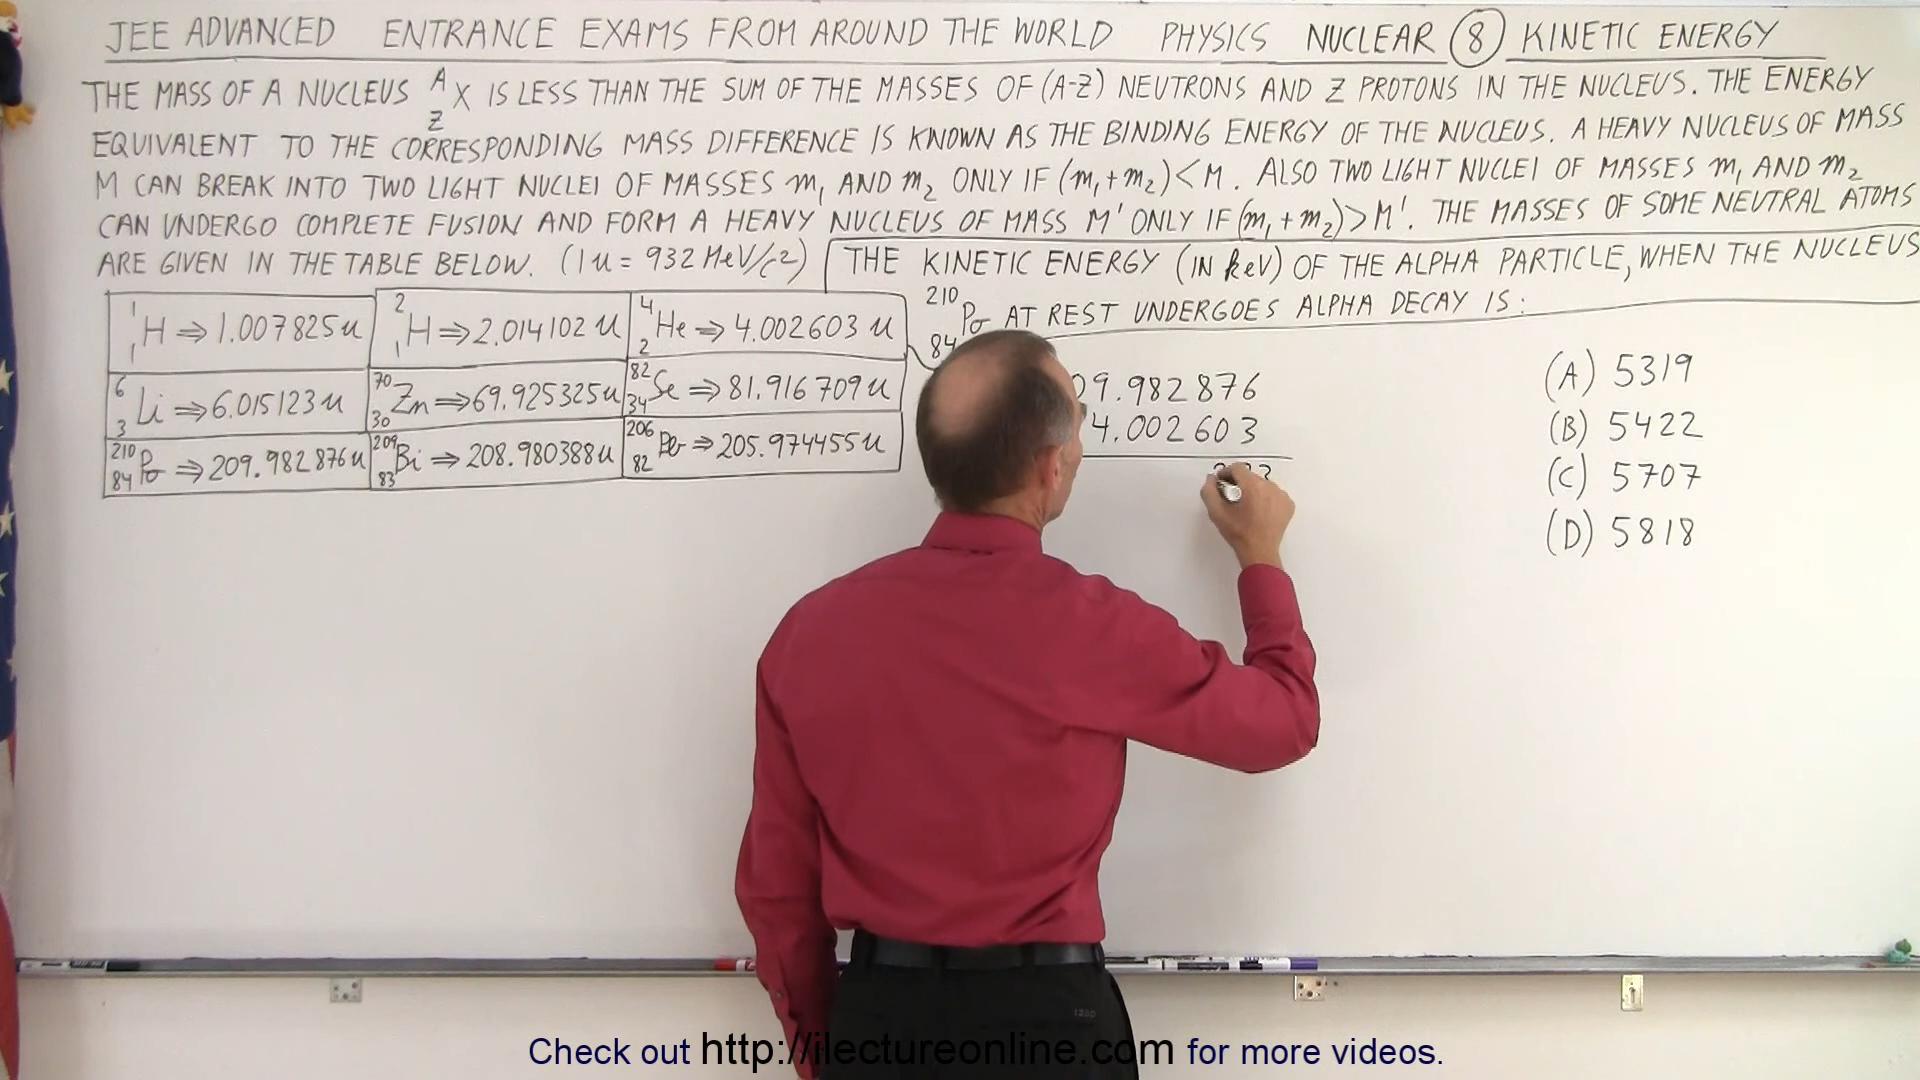 JEE ADVANCED ENTRANCE EXAMS FROM AROUND THE WORLD PHYSICS NUCLEAR (8) KINETIC ENERGY
THE MASS OF A NUCLEUS A Z X IS LESS THAN THE SUM OF THE MASSES OF (A-Z) NEUTRONS AND Z PROTONS IN THE NUCLEUS. THE ENERGY
EQUIVALENT TO THE CORRESPONDING MASS DIFFERENCE IS KNOWN AS THE BINDING ENERGY OF THE NUCLEUS. A HEAVY NUCLEUS OF MASS
M CAN BREAK INTO TWO LIGHT NUCLEI OF MASSES m₁ AND m₂ ONLY IF (m₁+m₂)<M. ALSO TWO LIGHT NUCLEI OF MASSES m₁ AND m₂
CAN UNDERGO COMPLETE FUSION AND FORM A HEAVY NUCLEUS OF MASS M' ONLY IF (m₁+m₂)>M'. THE MASSES OF SOME NEUTRAL ATOMS
ARE GIVEN IN THE TABLE BELOW. (1u = 932 MeV/c²)
THE KINETIC ENERGY (IN keV) OF THE ALPHA PARTICLE, WHEN THE NUCLEUS
210 84 Po AT REST UNDERGOES ALPHA DECAY IS:
1 1 H ⇒ 1.007825u 2 1 H ⇒ 2.014102 u 4 2 He ⇒ 4.002603 u
6 3 Li ⇒ 6.015123u 70 30 Zn ⇒ 69.925325u 82 34 Se ⇒ 81.916709u
210 84 Po ⇒ 209.982876u 209 83 Bi ⇒ 208.980388u 206 82 Pb ⇒ 205.974455u
09.982876
4.002603
(A) 5319
(B) 5422
(C) 5707
(D) 5818
Check out http://ilectureonline.com for more videos.